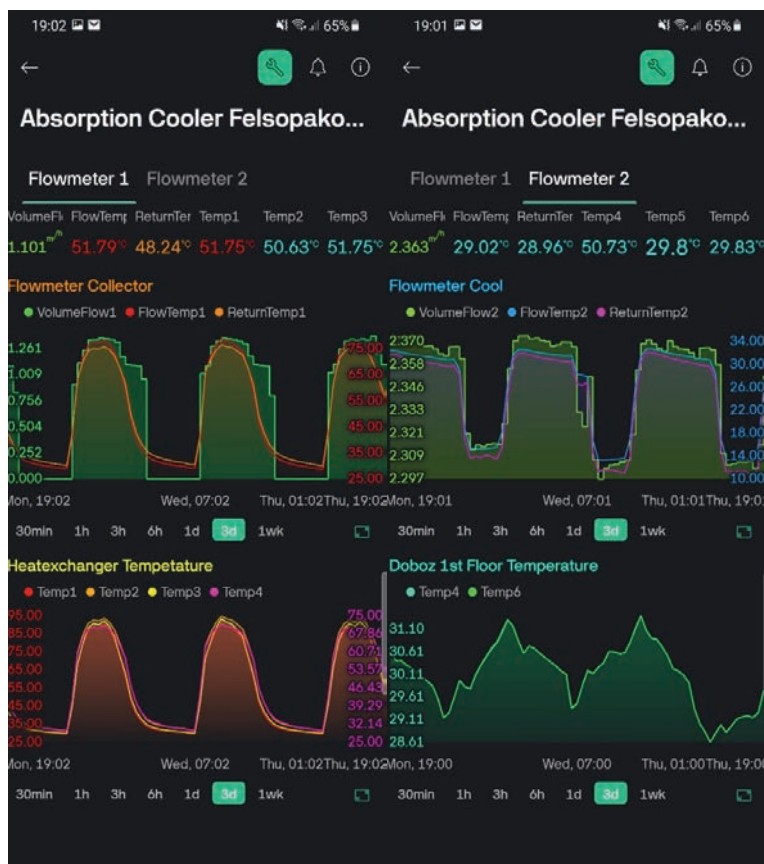 19:02 65%
Absorption Cooler Felsopako...
Flowmeter 1 Flowmeter 2
VolumeFl FlowTemp ReturnTer Temp1 Temp2 Temp3
1.101 m³/h 51.79°C 48.24°C 51.75°C 50.63°C 51.75°C
Flowmeter Collector
VolumeFlow1 FlowTemp1 ReturnTemp1
1.261 75.00
1.009 65.00
0.756 55.00
0.504 45.00
0.252 35.00
0.000 25.00
Mon, 19:02 Wed, 07:02 Thu, 01:02 Thu, 19:02
30min 1h 3h 6h 1d 3d 1wk
Heatexchanger Tempetature
Temp1 Temp2 Temp3 Temp4
95.00 75.00
85.00 67.86
75.00 60.71
65.00 53.57
55.00 46.43
45.00 39.29
35.00 32.14
25.00 25.00
Mon, 19:02 Wed, 07:02 Thu, 01:02 Thu, 19:02
30min 1h 3h 6h 1d 3d 1wk
19:01 65%
Absorption Cooler Felsopako...
Flowmeter 1 Flowmeter 2
VolumeFl FlowTemp ReturnTer Temp4 Temp5 Temp6
2.363 m³/h 29.02°C 28.96°C 50.73°C 29.8°C 29.83°C
Flowmeter Cool
VolumeFlow2 FlowTemp2 ReturnTemp2
2.370 34.00
2.358 30.00
2.346 26.00
2.333 22.00
2.321 18.00
2.309 14.00
2.297 10.00
Mon, 19:01 Wed, 07:01 Thu, 01:01 Thu, 19:01
30min 1h 3h 6h 1d 3d 1wk
Doboz 1st Floor Temperature
Temp4 Temp6
31.10
30.61
30.11
29.61
29.11
28.61
Mon, 19:00 Wed, 07:00 Thu, 01:00 Thu, 19:00
30min 1h 3h 6h 1d 3d 1wk